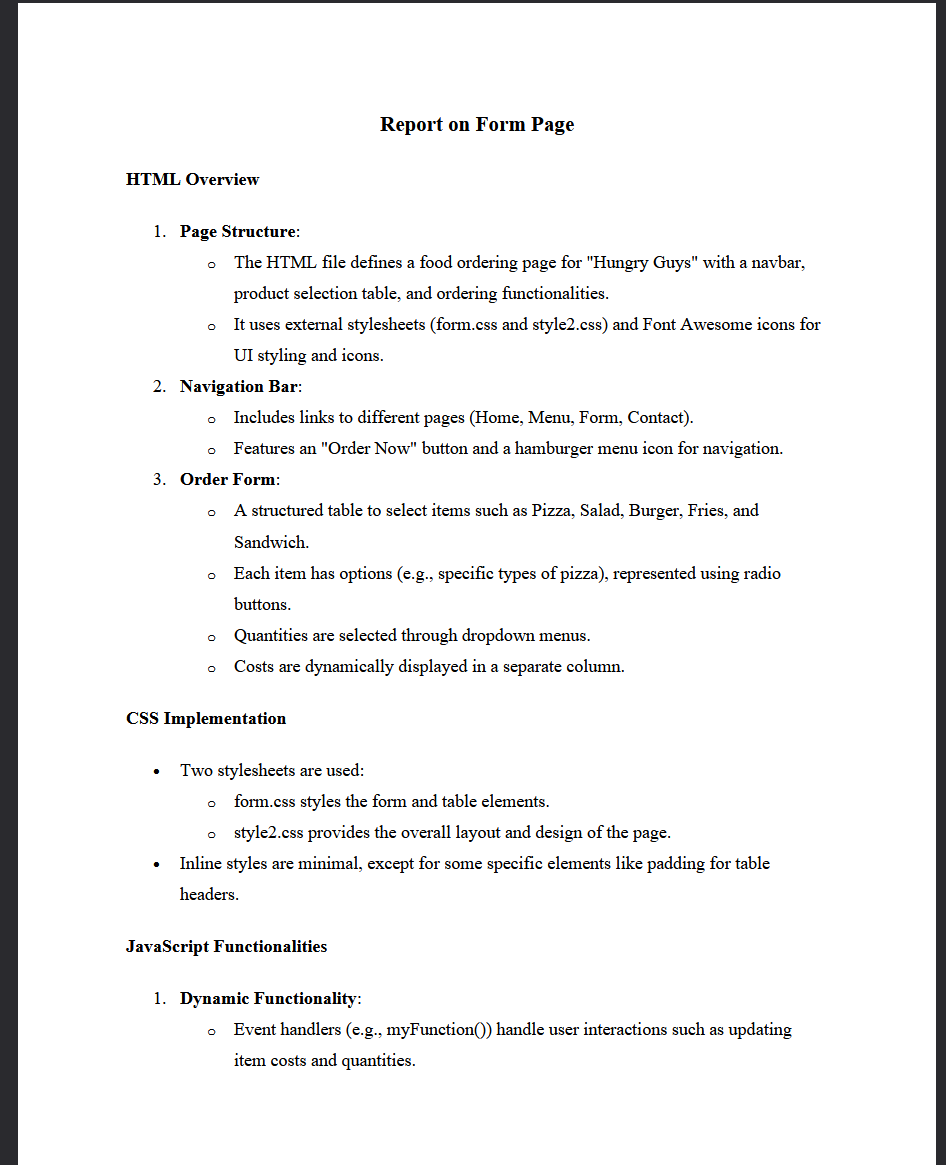 Report on Form Page
HTML Overview
1. Page Structure:
o The HTML file defines a food ordering page for "Hungry Guys" with a navbar,
product selection table, and ordering functionalities.
o It uses external stylesheets (form.css and style2.css) and Font Awesome icons for
UI styling and icons.
2. Navigation Bar:
o Includes links to different pages (Home, Menu, Form, Contact).
o Features an "Order Now" button and a hamburger menu icon for navigation.
3. Order Form:
o A structured table to select items such as Pizza, Salad, Burger, Fries, and
Sandwich.
o Each item has options (e.g., specific types of pizza), represented using radio
buttons.
o Quantities are selected through dropdown menus.
o Costs are dynamically displayed in a separate column.
CSS Implementation
• Two stylesheets are used:
o form.css styles the form and table elements.
o style2.css provides the overall layout and design of the page.
• Inline styles are minimal, except for some specific elements like padding for table
headers.
JavaScript Functionalities
1. Dynamic Functionality:
o Event handlers (e.g., myFunction()) handle user interactions such as updating
item costs and quantities.